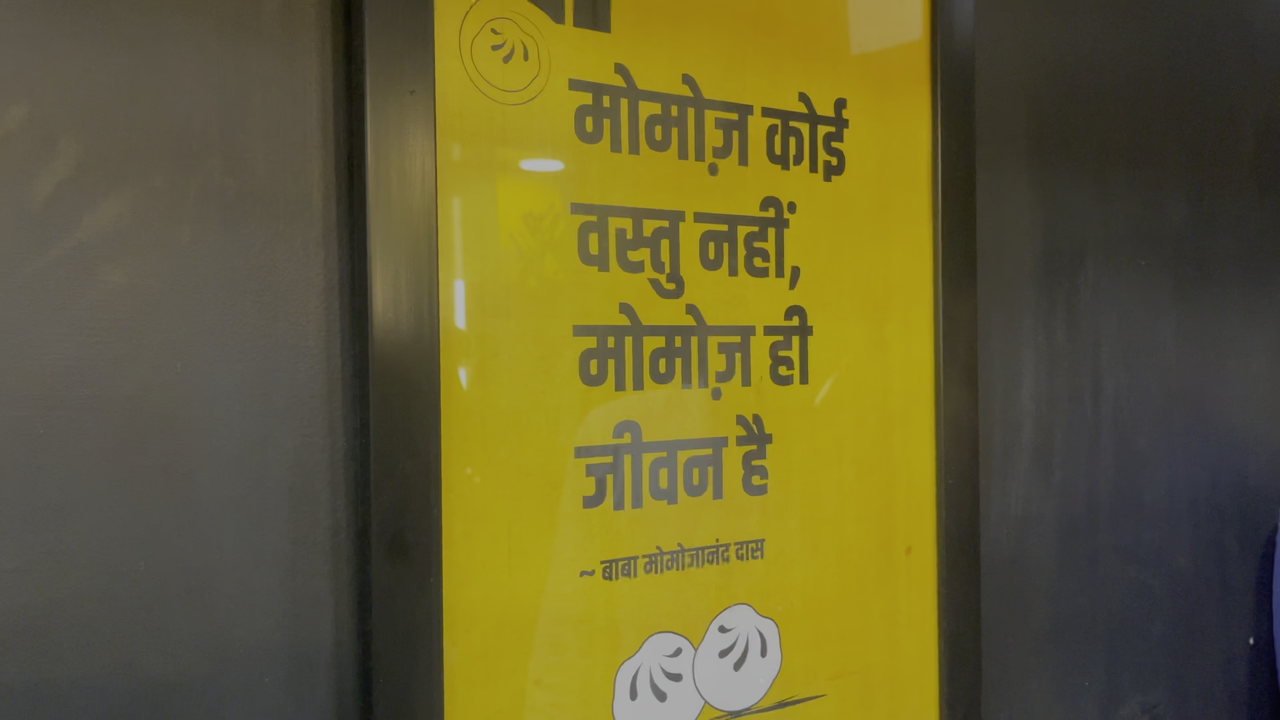 मोमोज़ कोई
वस्तु नहीं,
मोमोज़ ही
जीवन है
~ बाबा मोमोजानंद दास